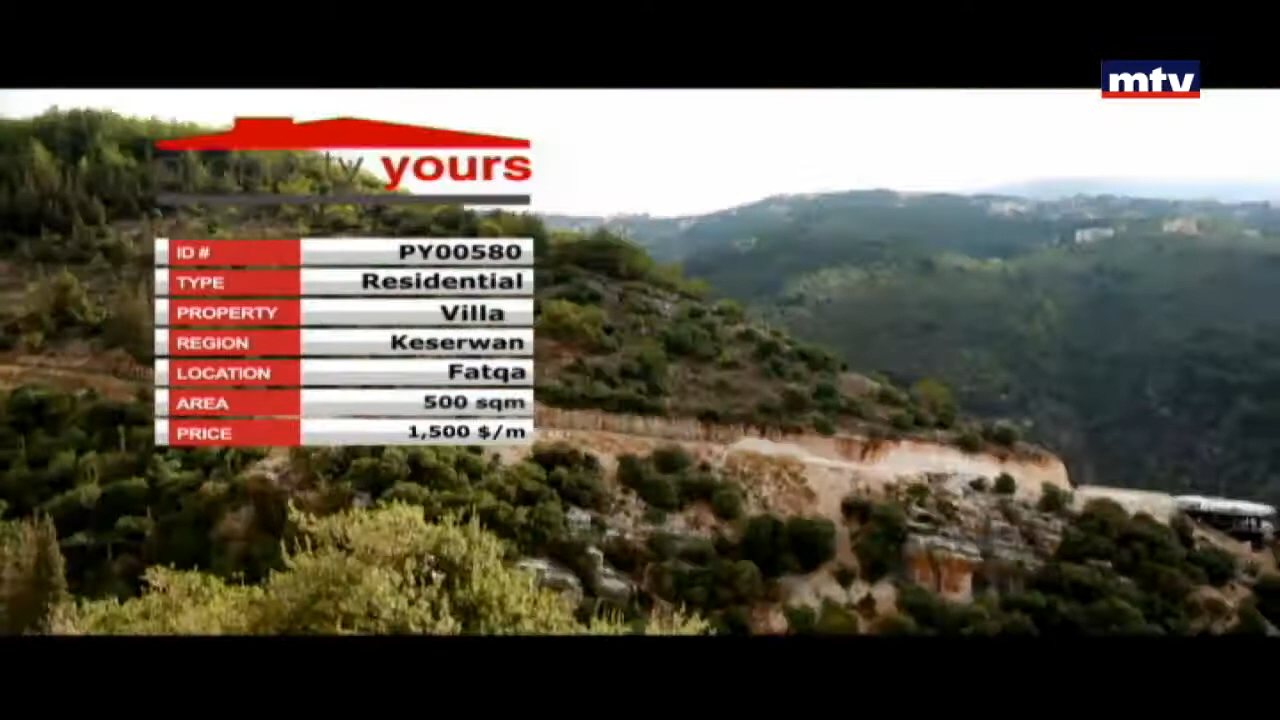 mtv
yours
ID # PY00580
TYPE Residential
PROPERTY Villa
REGION Keserwan
LOCATION Fatqa
AREA 500 sqm
PRICE 1,500 $/m